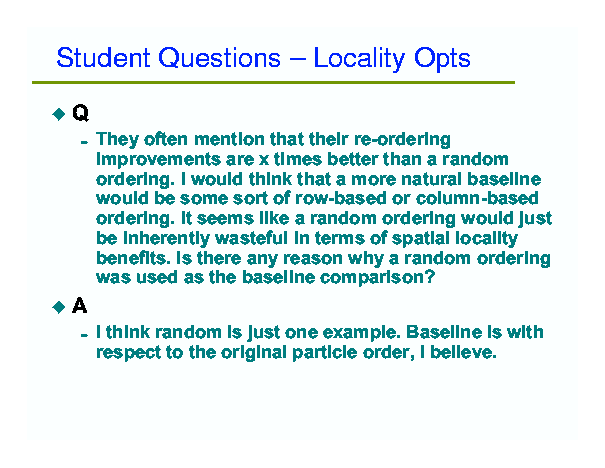 Student Questions – Locality Opts
Q
They often mention that their re-ordering
improvements are x times better than a random
ordering. I would think that a more natural baseline
would be some sort of row-based or column-based
ordering. It seems like a random ordering would just
be inherently wasteful in terms of spatial locality
benefits. Is there any reason why a random ordering
was used as the baseline comparison?
A
I think random is just one example. Baseline is with
respect to the original particle order, I believe.